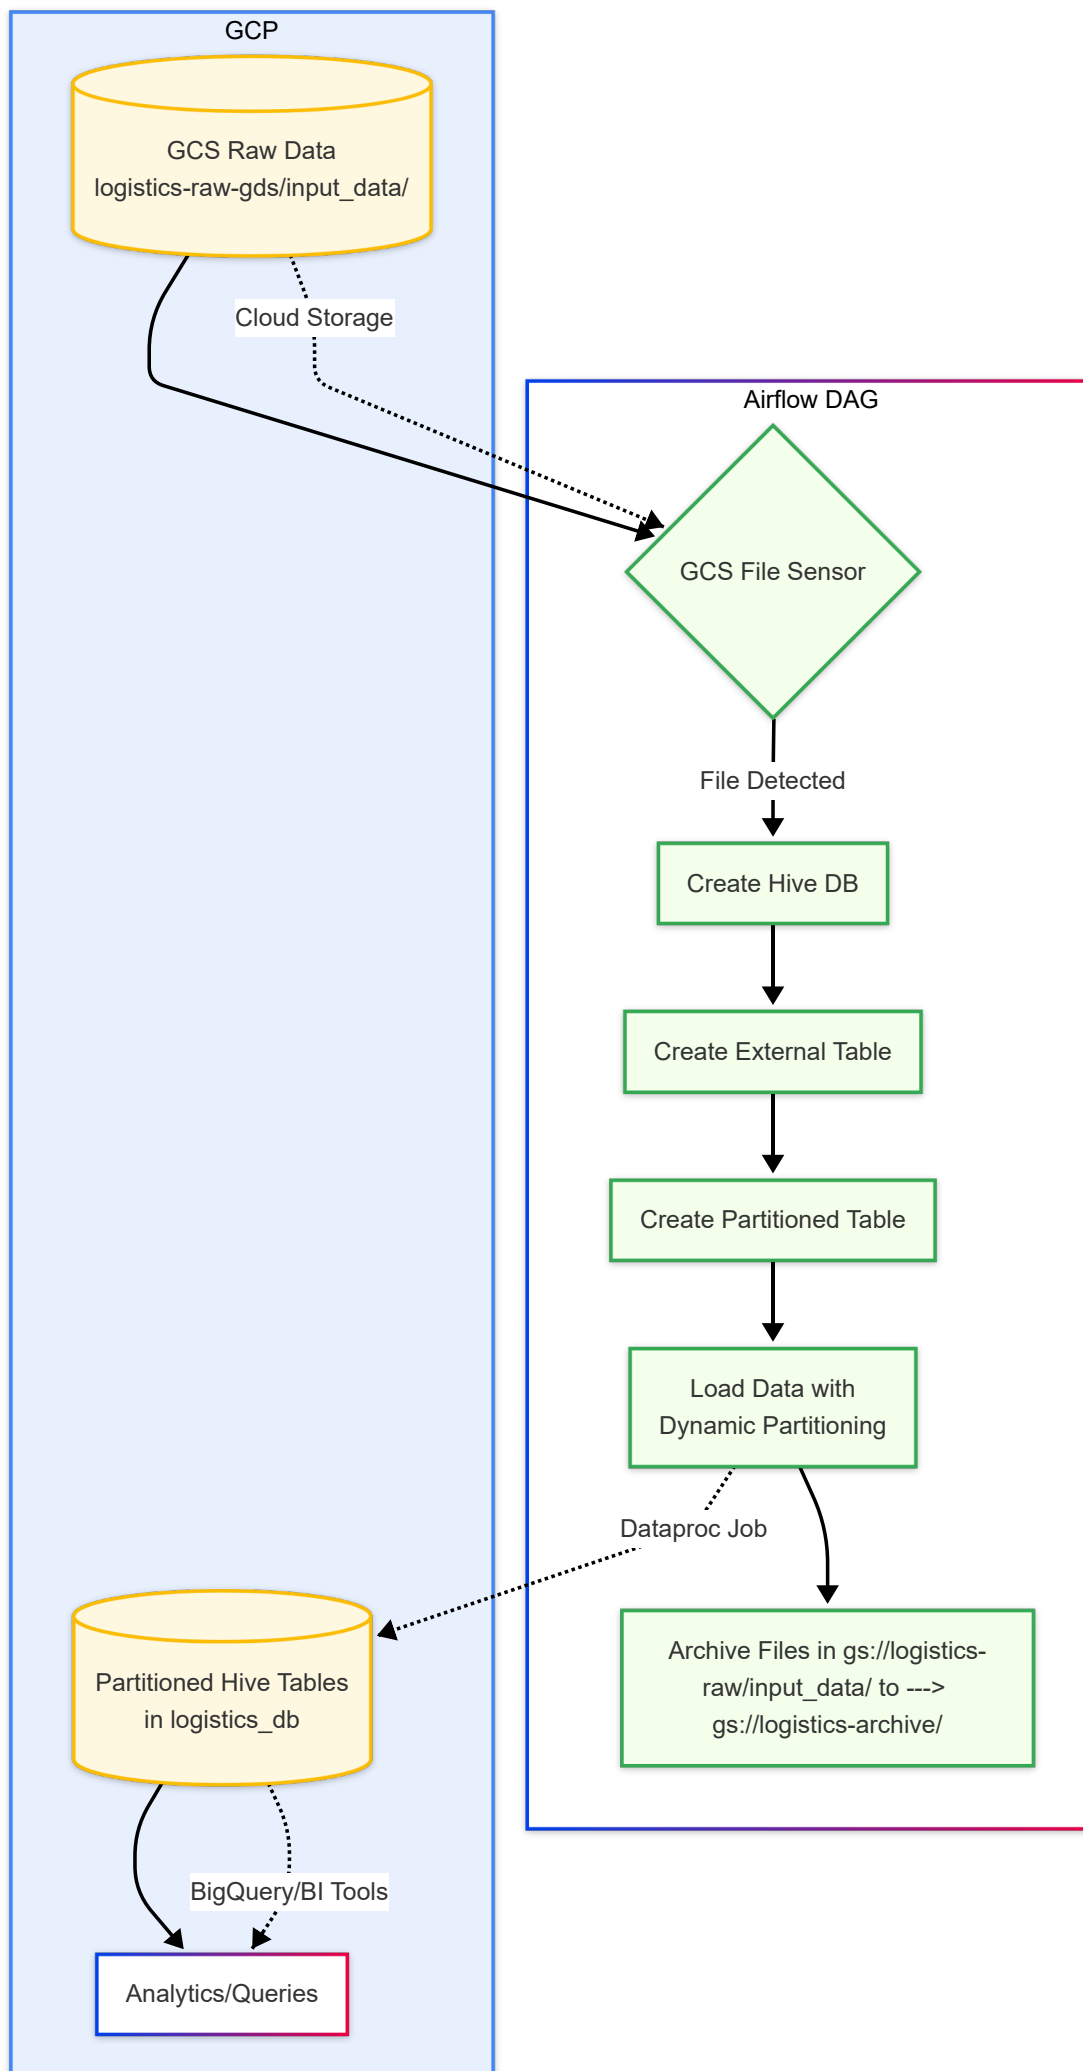 GCP
GCS Raw Data
logistics-raw-gds/input_data/
Cloud Storage
Airflow DAG
GCS File Sensor
File Detected
Create Hive DB
Create External Table
Create Partitioned Table
Load Data with
Dynamic Partitioning
Dataproc Job
Archive Files in gs://logistics-
raw/input_data/ to --->
gs://logistics-archive/
Partitioned Hive Tables
in logistics_db
BigQuery/BI Tools
Analytics/Queries